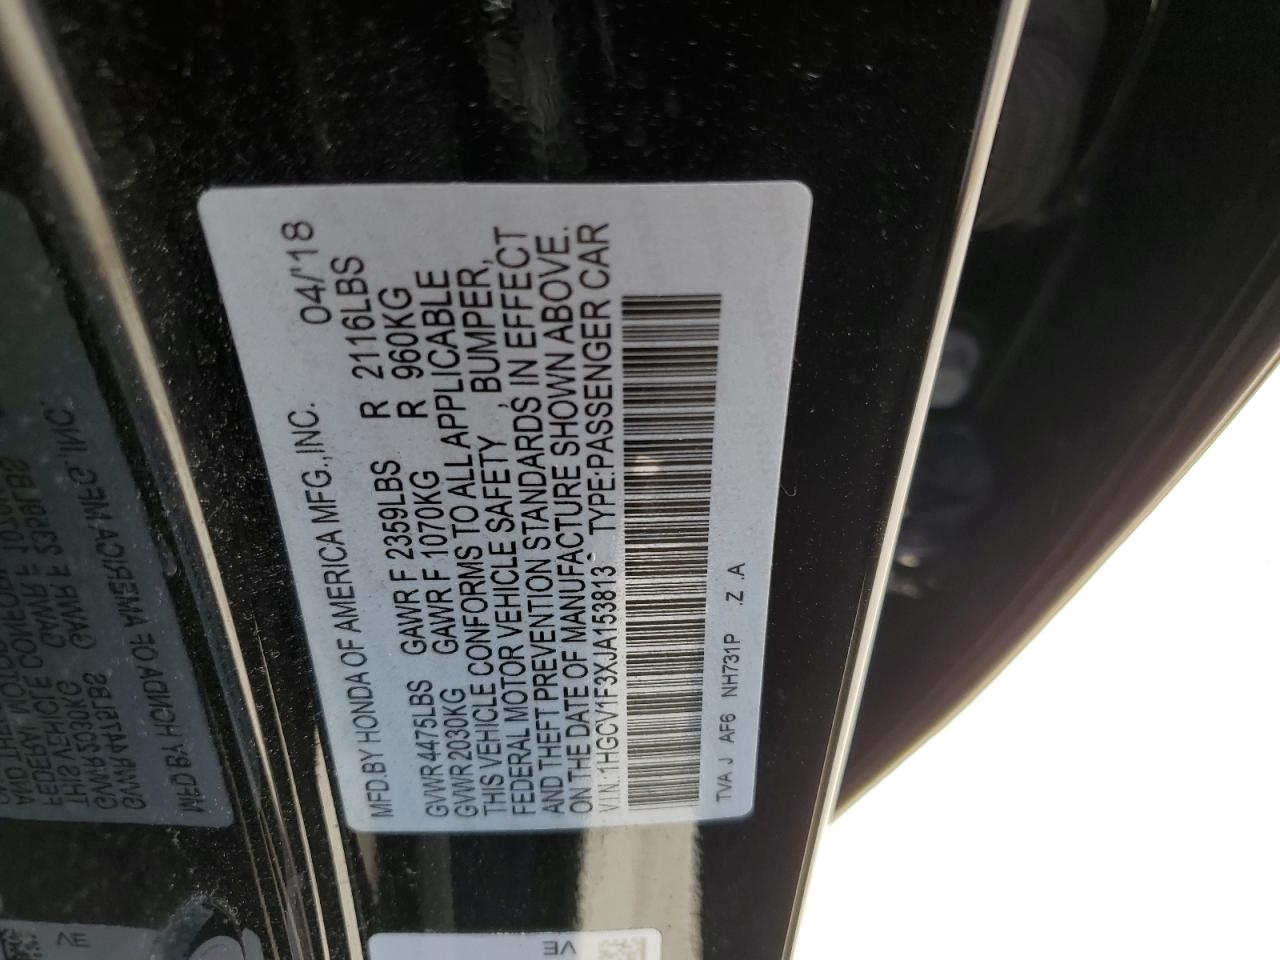 MFD.BY HONDA OF AMERICA MFG.,INC. 04/'18
GVWR 4475LBS GAWR F 2359LBS R 2116LBS
GVWR 2030KG GAWR F 1070KG R 960KG
THIS VEHICLE CONFORMS TO ALL APPLICABLE
FEDERAL MOTOR VEHICLE SAFETY , BUMPER,
AND THEFT PREVENTION STANDARDS IN EFFECT
ON THE DATE OF MANUFACTURE SHOWN ABOVE.
V.I.N.:1HGCV1F3XJA153813 TYPE:PASSENGER CAR
TVA J AF6 NH731P .Z .A
VE